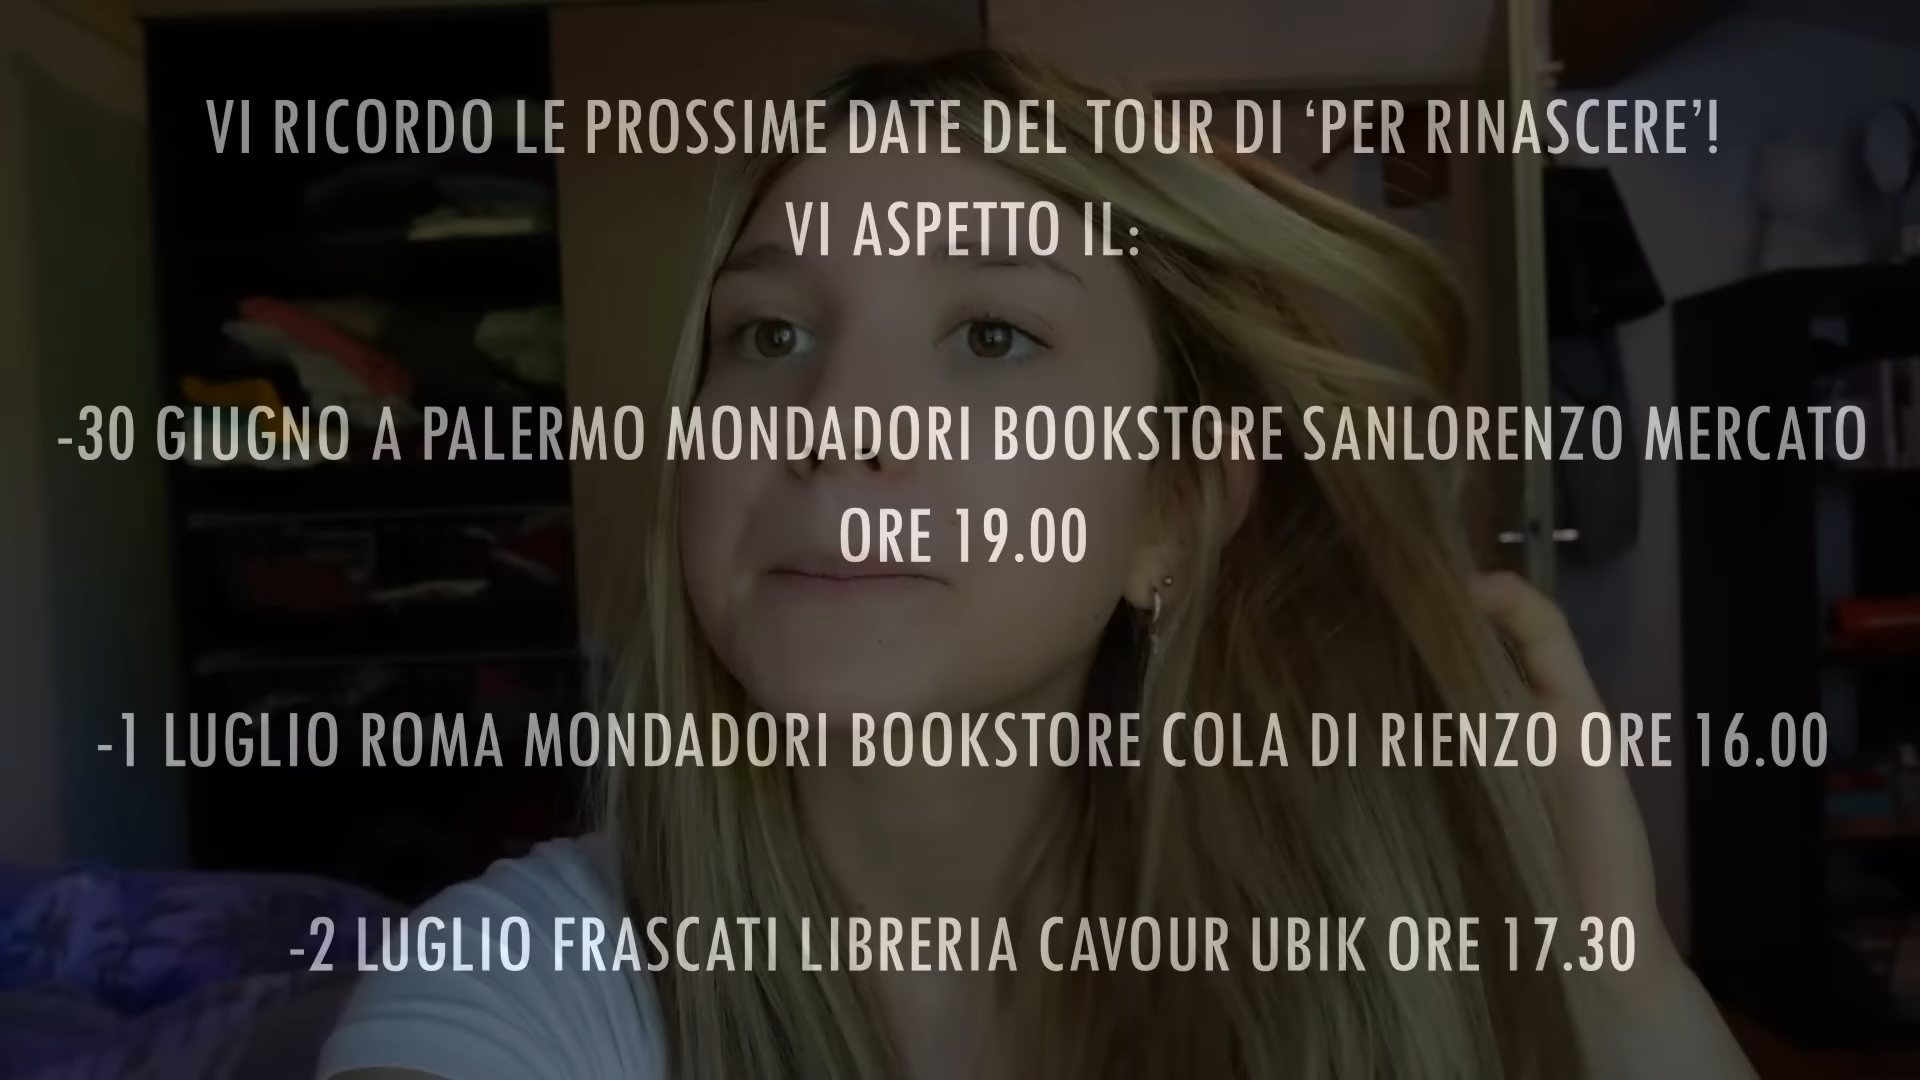 VI RICORDO LE PROSSIME DATE DEL TOUR DI ‘PER RINASCERE’!
VI ASPETTO IL:
-30 GIUGNO A PALERMO MONDADORI BOOKSTORE SANLORENZO MERCATO
ORE 19.00
-1 LUGLIO ROMA MONDADORI BOOKSTORE COLA DI RIENZO ORE 16.00
-2 LUGLIO FRASCATI LIBRERIA CAVOUR UBIK ORE 17.30